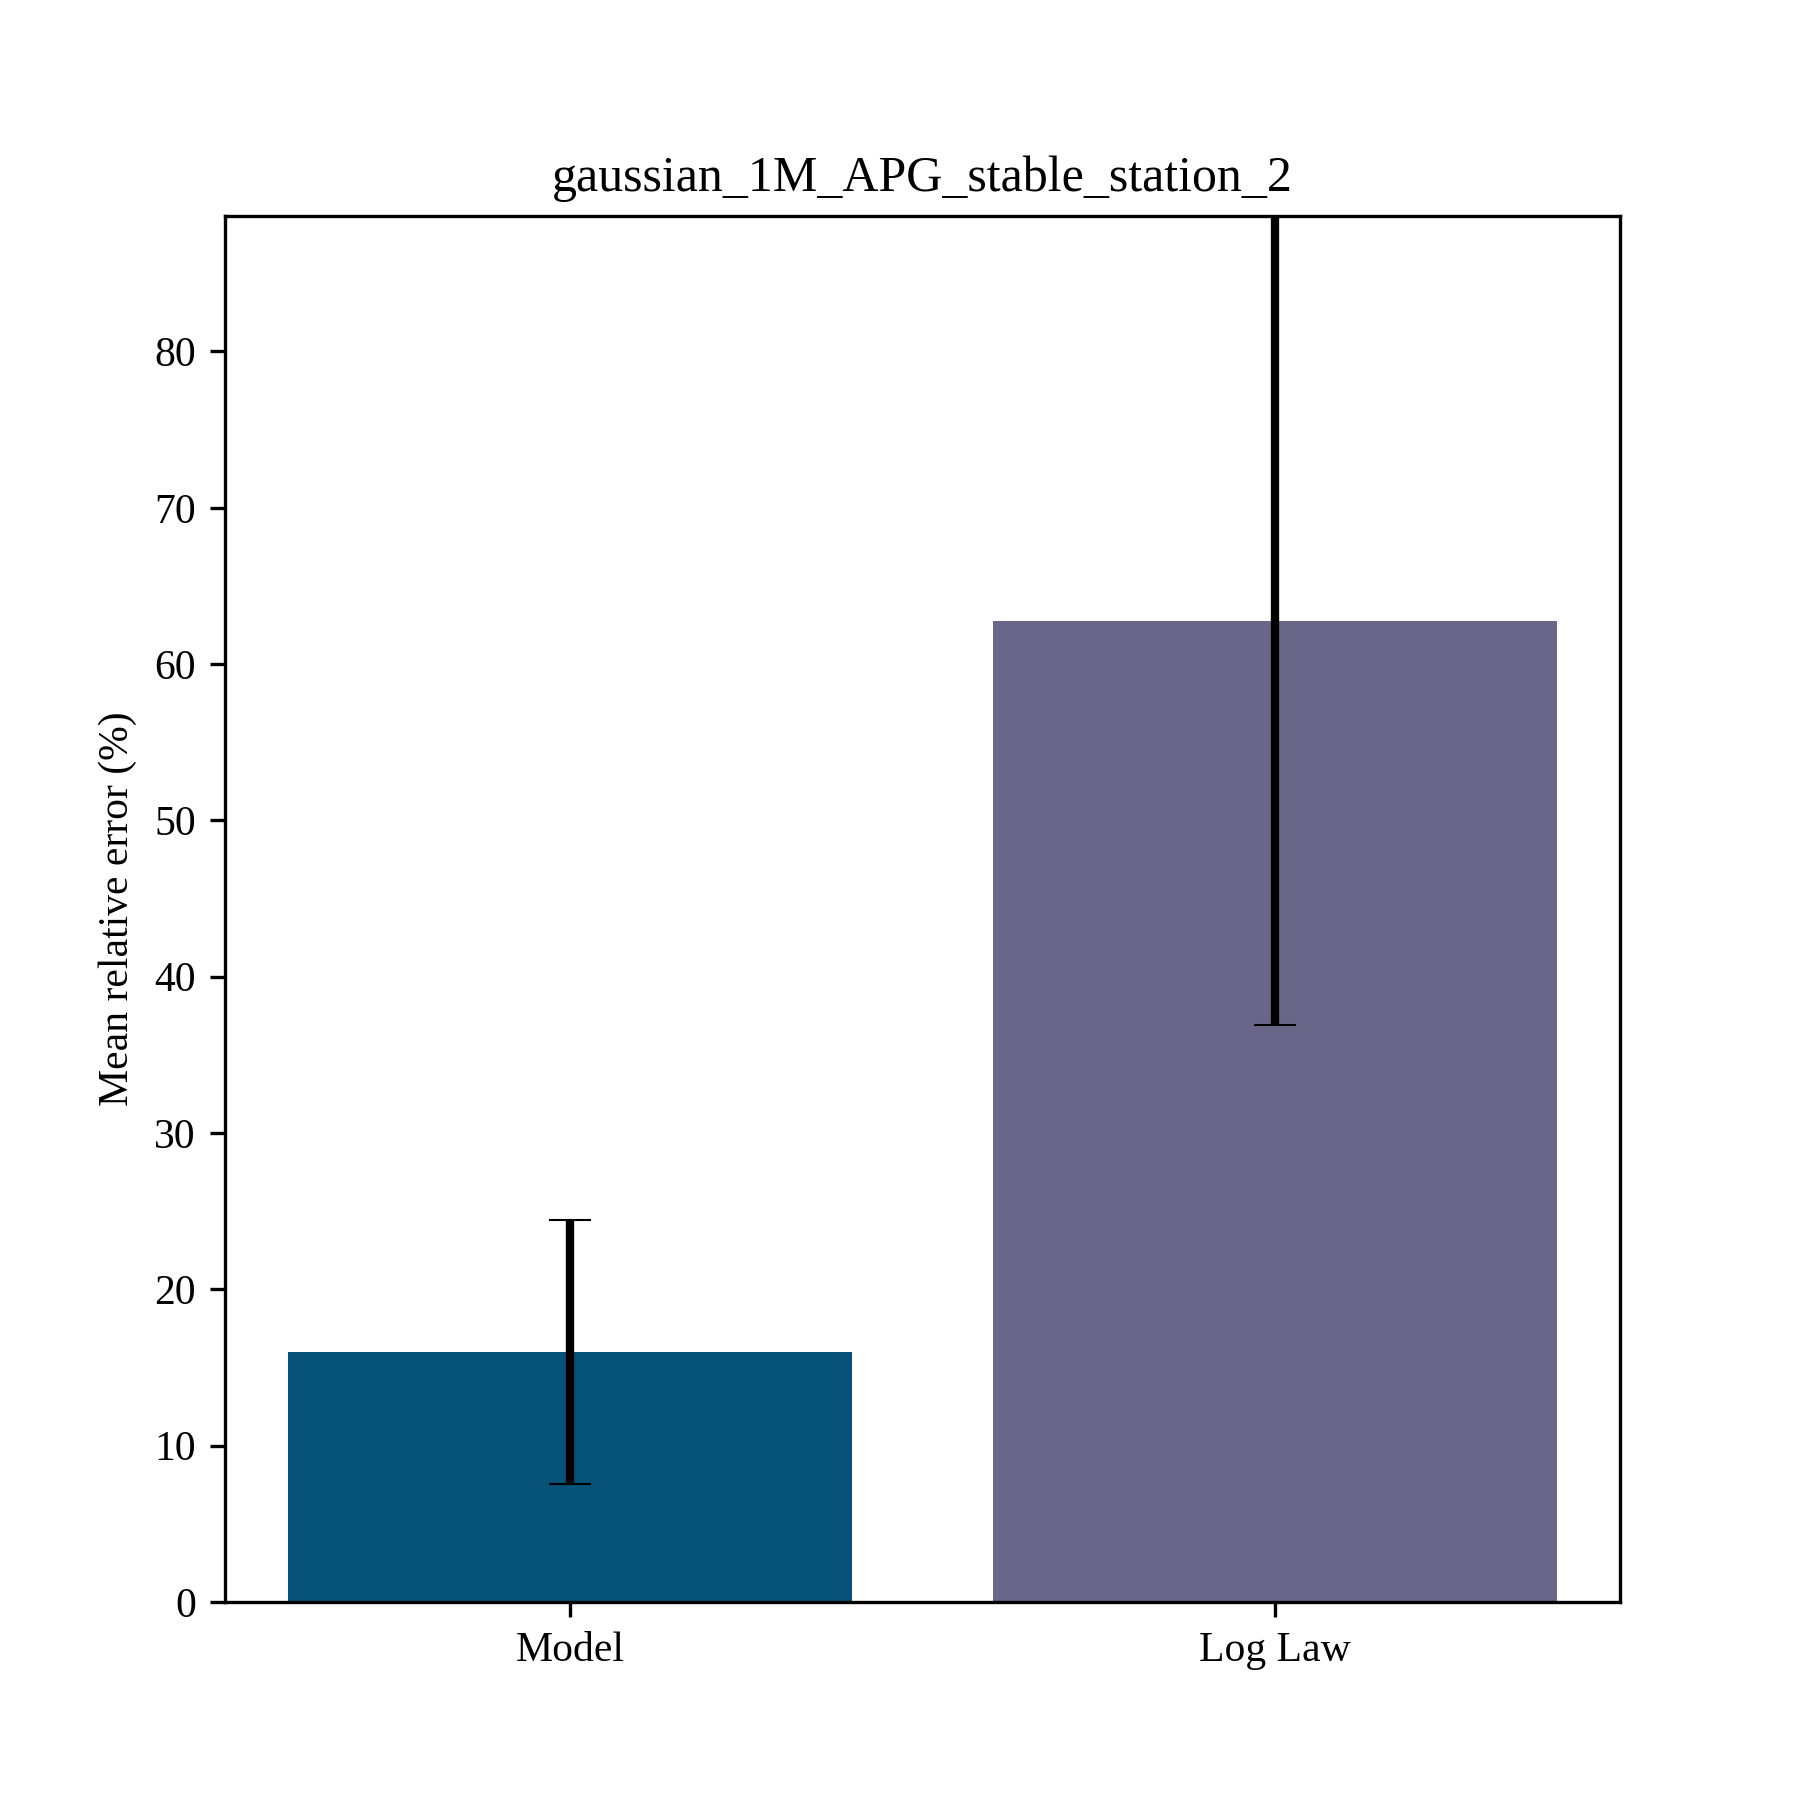 gaussian_1M_APG_stable_station_2
Mean relative error (%)
80
70
60
50
40
30
20
10
0
Model
Log Law